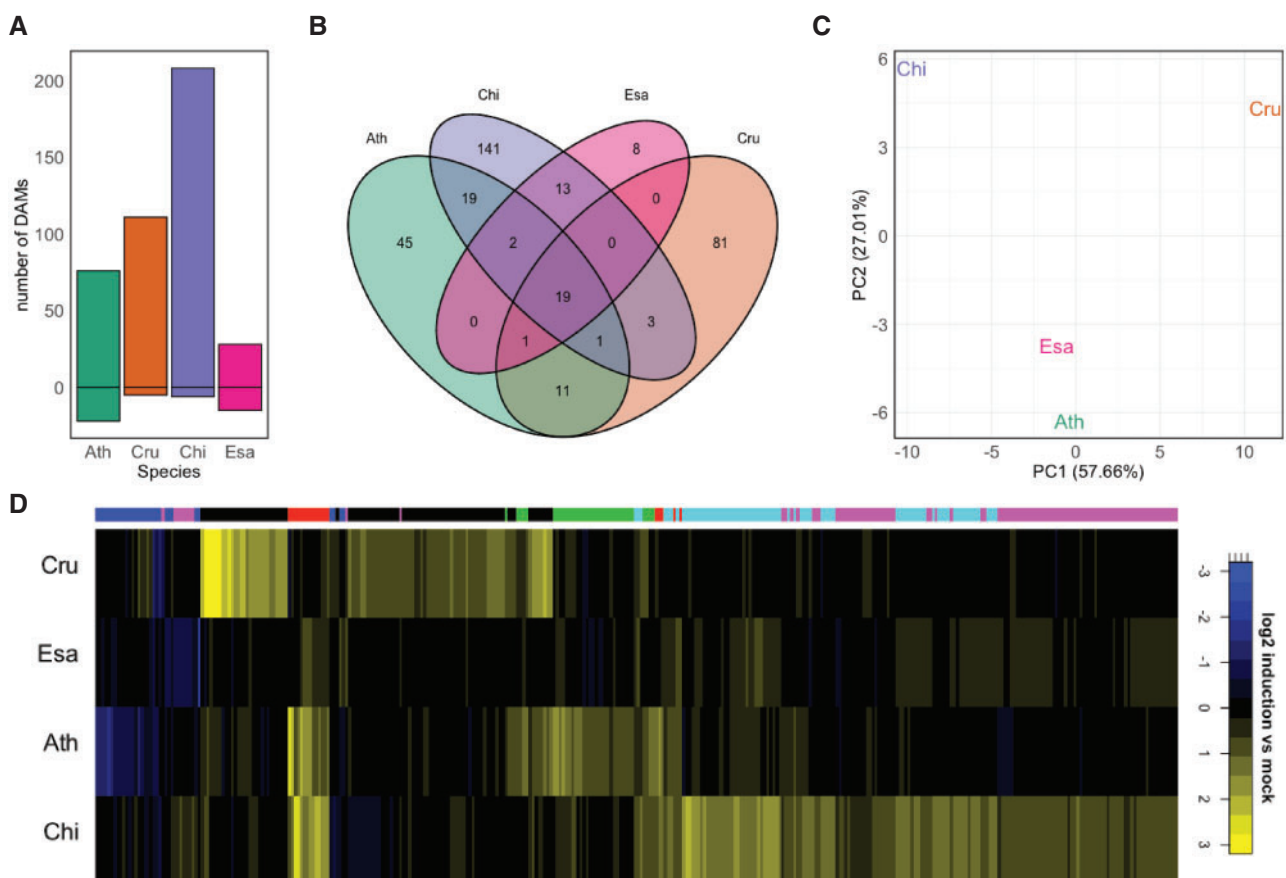 A
200
150
100
50
0
number of DAMs
Ath Cru Chi Esa
Species
B
Chi Esa
Ath Cru
141 8
19 13 0
45 2 0 81
19
0 1 1 3
11
C
6
3
0
-3
-6
PC2 (27.01%)
Chi
Cru
Esa
Ath
-10 -5 0 5 10
PC1 (57.66%)
D
Cru
Esa
Ath
Chi
-3
-2
-1
0
1
2
3
log2 induction vs mock